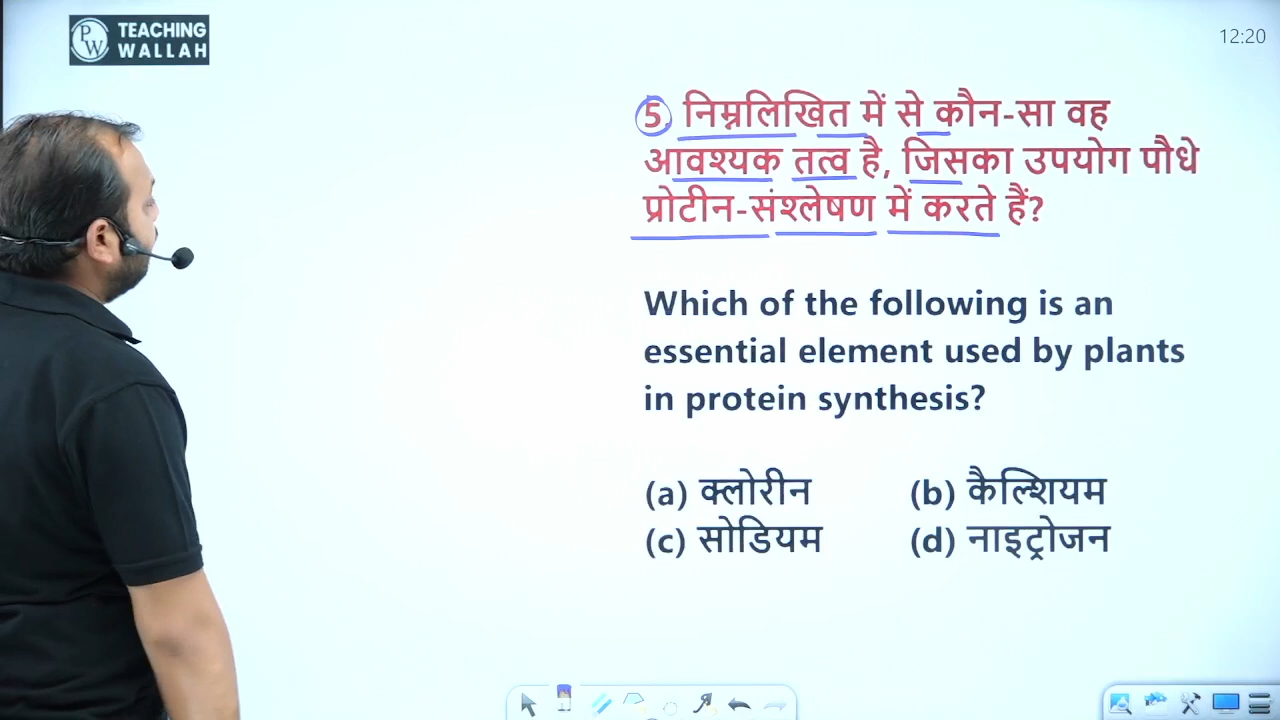 TEACHING
WALLAH
PW
12:20
5. निम्नलिखित में से कौन-सा वह
आवश्यक तत्व है, जिसका उपयोग पौधे
प्रोटीन-संश्लेषण में करते हैं?
Which of the following is an
essential element used by plants
in protein synthesis?
(a) क्लोरीन (b) कैल्शियम
(c) सोडियम (d) नाइट्रोजन